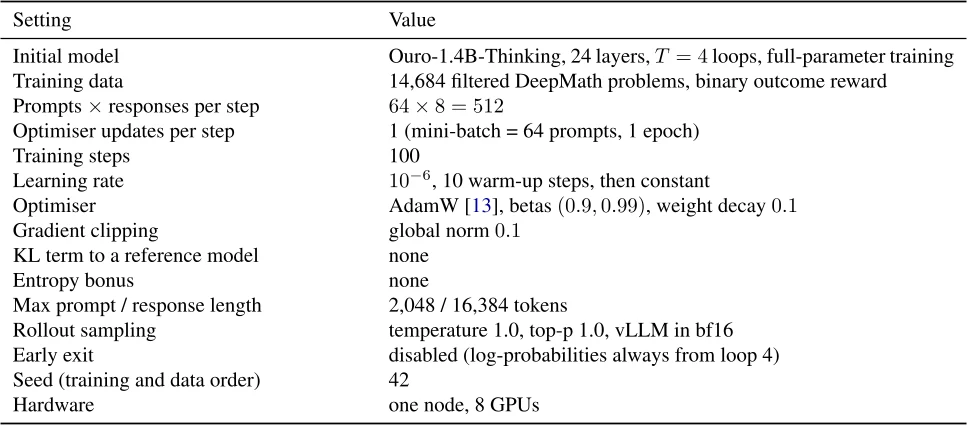 Setting Value
Initial model Ouro-1.4B-Thinking, 24 layers, T = 4 loops, full-parameter training
Training data 14,684 filtered DeepMath problems, binary outcome reward
Prompts × responses per step 64 × 8 = 512
Optimiser updates per step 1 (mini-batch = 64 prompts, 1 epoch)
Training steps 100
Learning rate 10⁻⁶, 10 warm-up steps, then constant
Optimiser AdamW [13], betas (0.9, 0.99), weight decay 0.1
Gradient clipping global norm 0.1
KL term to a reference model none
Entropy bonus none
Max prompt / response length 2,048 / 16,384 tokens
Rollout sampling temperature 1.0, top-p 1.0, vLLM in bf16
Early exit disabled (log-probabilities always from loop 4)
Seed (training and data order) 42
Hardware one node, 8 GPUs